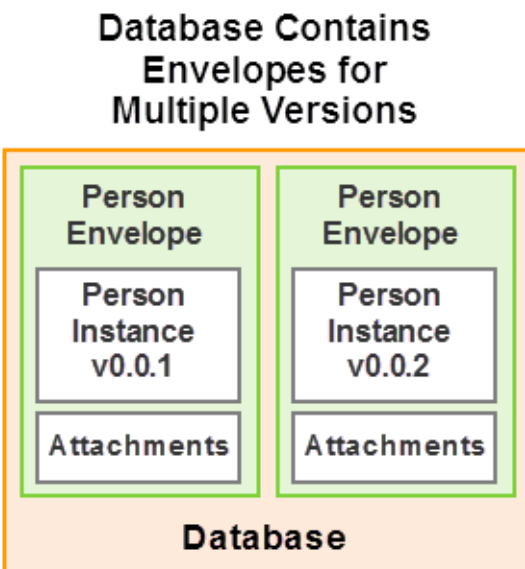 Database Contains
Envelopes for
Multiple Versions
Person
Envelope
Person
Instance
v0.0.1
Attachments
Person
Envelope
Person
Instance
v0.0.2
Attachments
Database